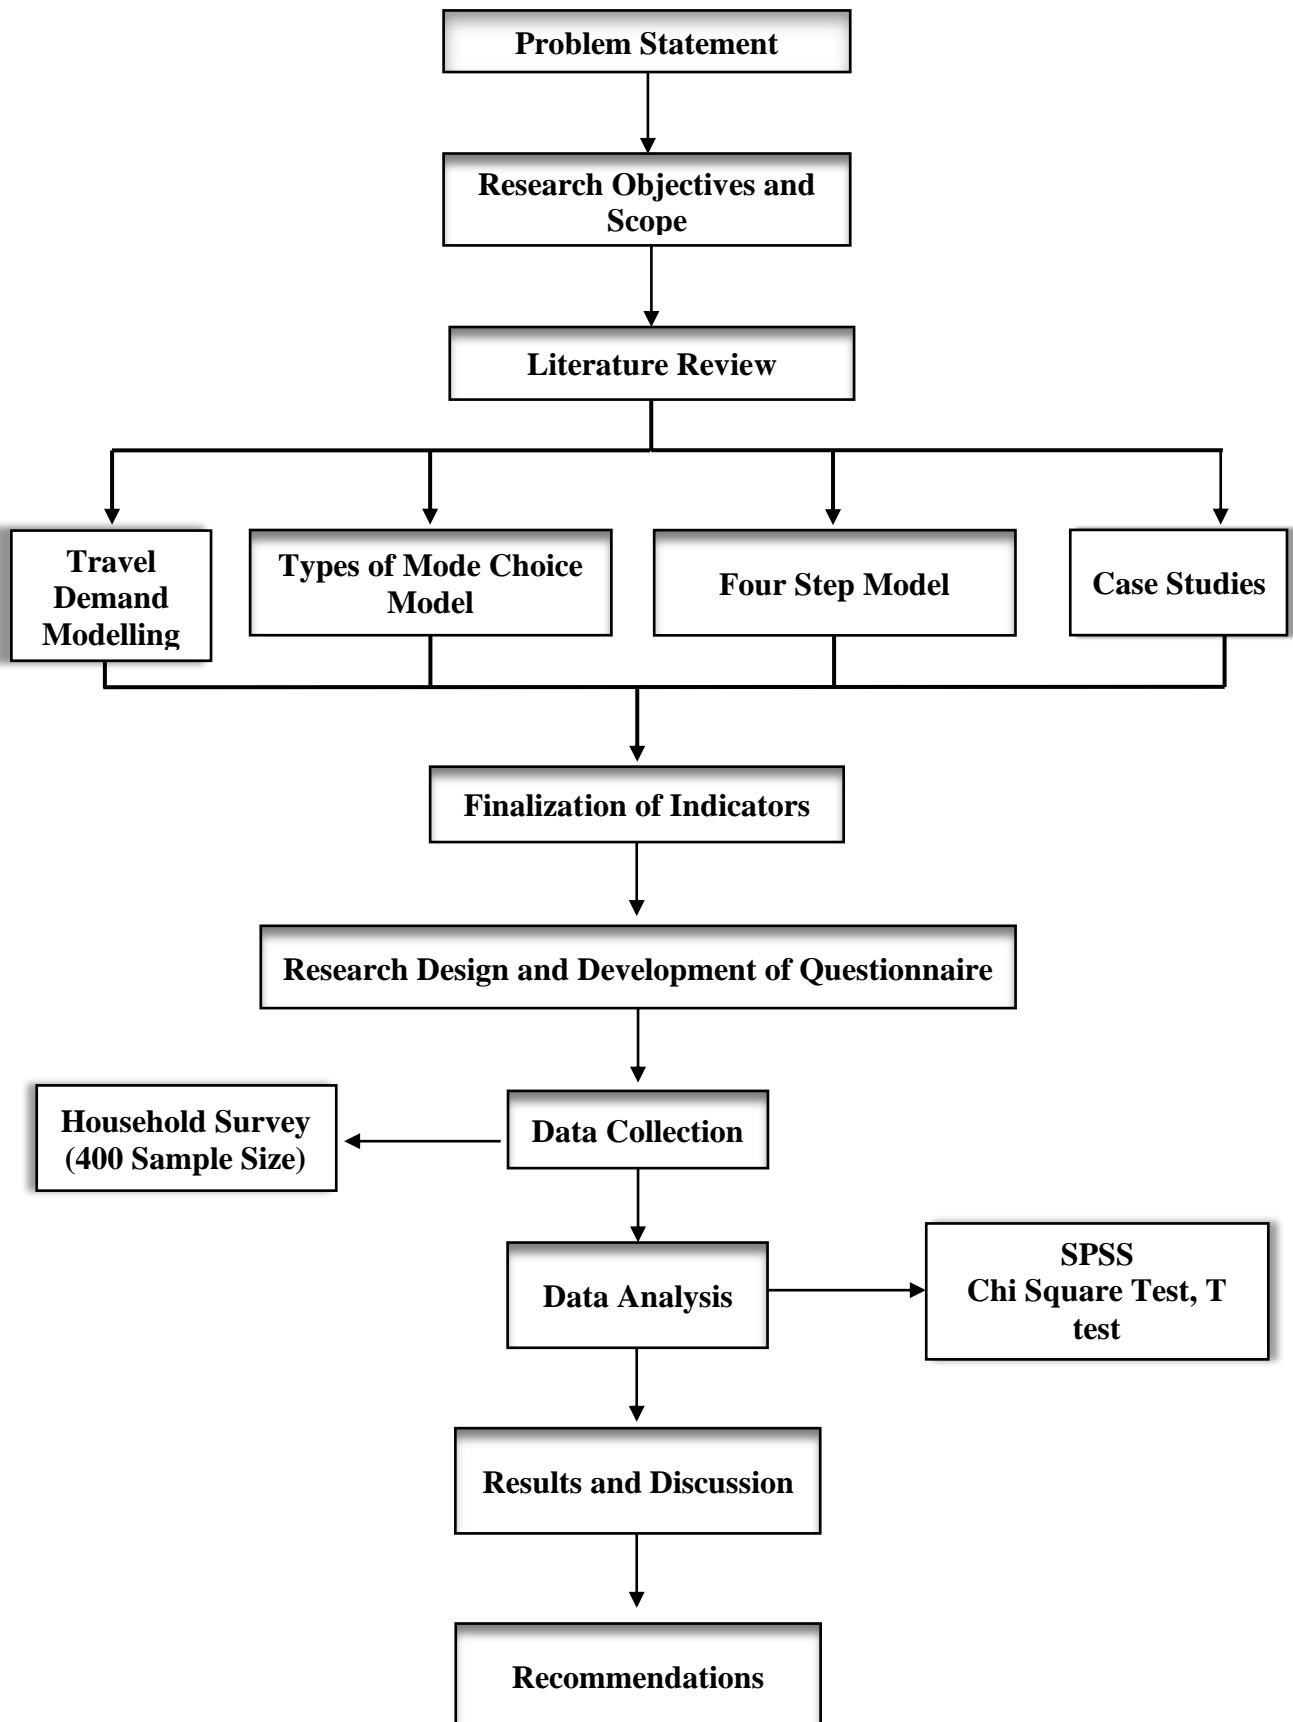 Problem Statement
Research Objectives and
Scope
Literature Review
Travel
Demand
Modelling
Types of Mode Choice
Model
Four Step Model
Case Studies
Finalization of Indicators
Research Design and Development of Questionnaire
Household Survey
(400 Sample Size)
Data Collection
Data Analysis
SPSS
Chi Square Test, T
test
Results and Discussion
Recommendations